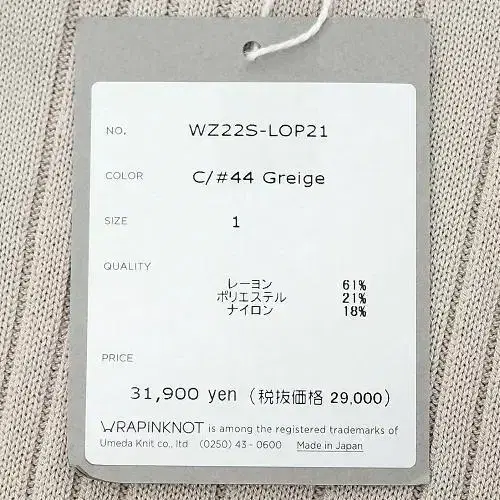 NO. WZ22S-LOP21
COLOR C/#44 Greige
SIZE 1
QUALITY
レーヨン 61%
ポリエステル 21%
ナイロン 18%
PRICE
31,900 yen (税抜価格 29,000)
WRAPINKNOT is among the registered trademarks of
Umeda Knit co., ltd (0250) 43-0600 Made in Japan